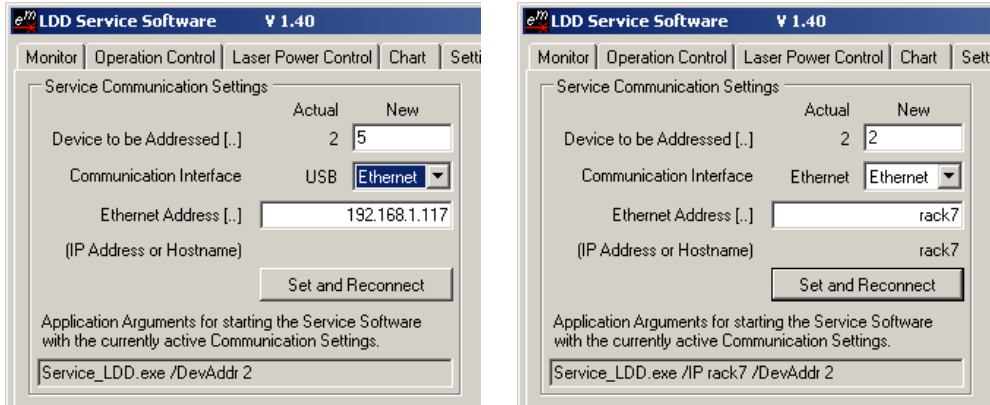 em LDD Service Software V 1.40
Monitor Operation Control Laser Power Control Chart Setti
Service Communication Settings
Actual New
Device to be Addressed [..] 2 5
Communication Interface USB Ethernet
Ethernet Address [..] 192.168.1.117
(IP Address or Hostname)
Set and Reconnect
Application Arguments for starting the Service Software
with the currently active Communication Settings.
Service_LDD.exe /DevAddr 2
em LDD Service Software V 1.40
Monitor Operation Control Laser Power Control Chart Sett
Service Communication Settings
Actual New
Device to be Addressed [..] 2 2
Communication Interface Ethernet Ethernet
Ethernet Address [..] rack7
(IP Address or Hostname) rack7
Set and Reconnect
Application Arguments for starting the Service Software
with the currently active Communication Settings.
Service_LDD.exe /IP rack7 /DevAddr 2